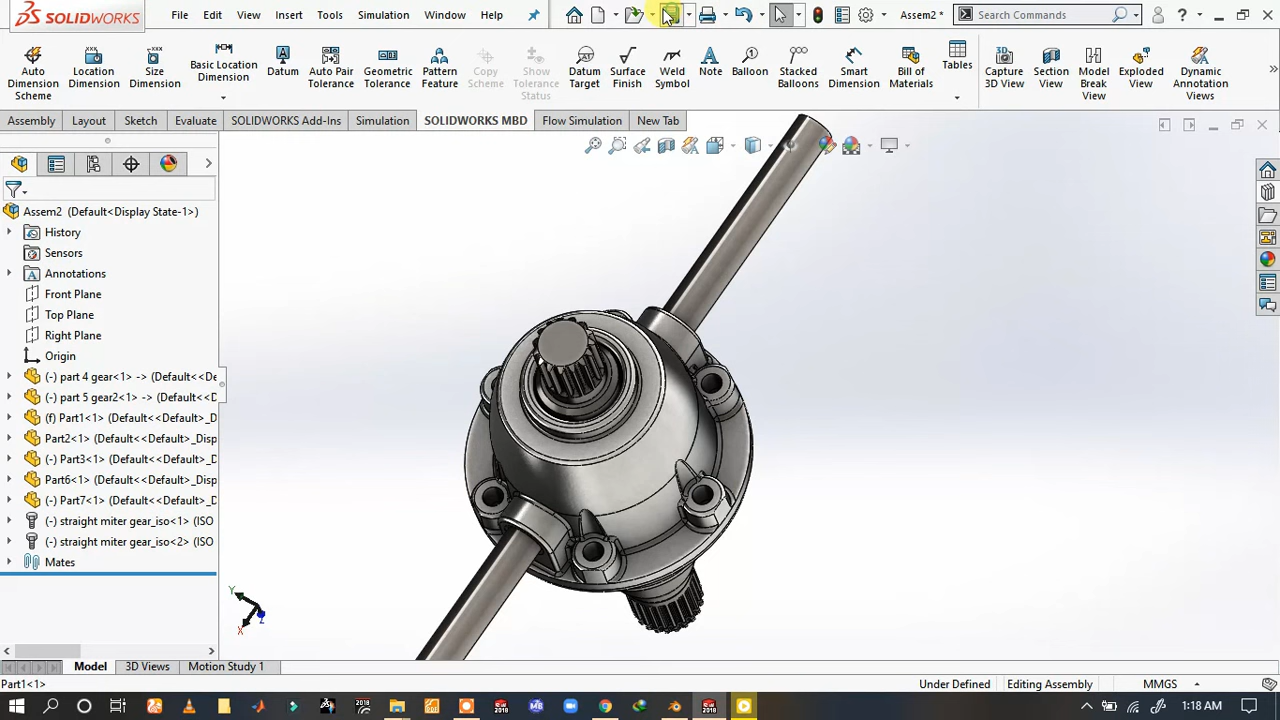 SOLIDWORKS File Edit View Insert Tools Simulation Window Help Assem2 * Search Commands
Auto Dimension Scheme
Location Dimension
Size Dimension
Basic Location Dimension
Datum
Auto Pair Tolerance
Geometric Tolerance
Pattern Feature
Copy Scheme
Show Tolerance Status
Datum Target
Surface Finish
Weld Symbol
Note
Balloon
Stacked Balloons
Smart Dimension
Bill of Materials
Tables
Capture 3D View
Section View
Model Break View
Exploded View
Dynamic Annotation Views
Assembly Layout Sketch Evaluate SOLIDWORKS Add-Ins Simulation SOLIDWORKS MBD Flow Simulation New Tab
Assem2 (Default<Display State-1>)
History
Sensors
Annotations
Front Plane
Top Plane
Right Plane
Origin
(-) part 4 gear<1> -> (Default<<De
(-) part 5 gear2<1> -> (Default<<D
(f) Part1<1> (Default<<Default>_D
Part2<1> (Default<<Default>_Disp
(-) Part3<1> (Default<<Default>_D
Part6<1> (Default<<Default>_Disp
(-) Part7<1> (Default<<Default>_D
(-) straight miter gear_iso<1> (ISO
(-) straight miter gear_iso<2> (ISO
Mates
Y
X
Z
Model 3D Views Motion Study 1
Part1<1> Under Defined Editing Assembly MMGS
1:18 AM